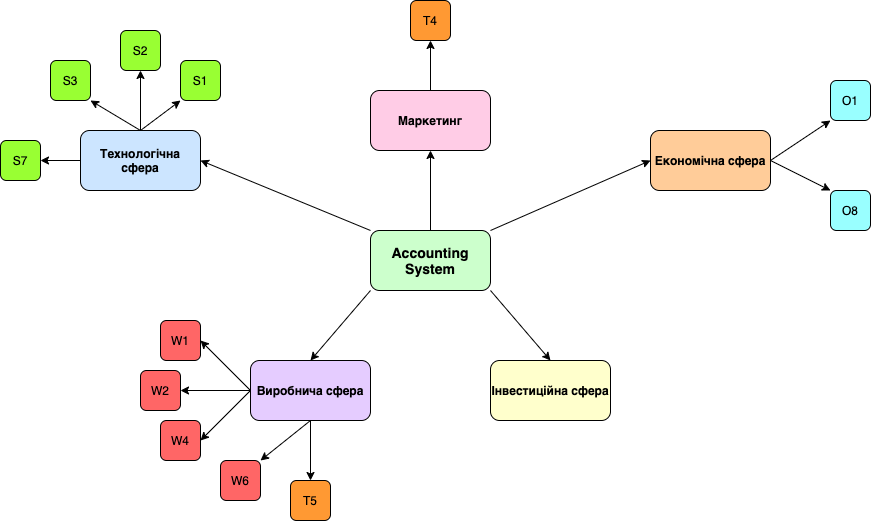 T4
S2
S3
S1
O1
Маркетинг
Технологічна
сфера
S7
Економічна сфера
O8
Accounting
System
W1
W2
Виробнича сфера
Інвестиційна сфера
W4
W6
T5